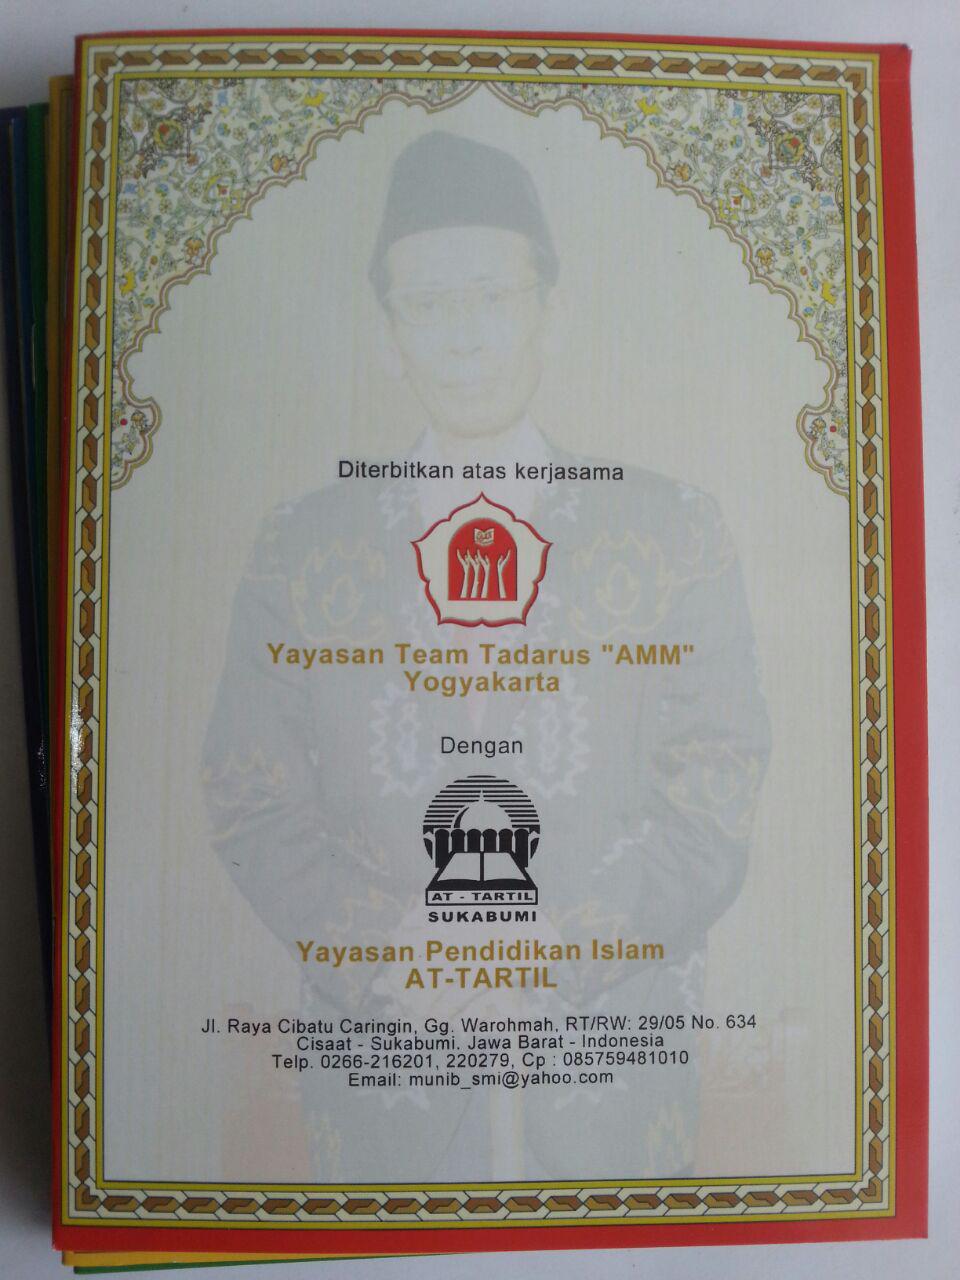 Diterbitkan atas kerjasama
Yayasan Team Tadarus "AMM"
Yogyakarta
Dengan
AT - TARTIL
SUKABUMI
Yayasan Pendidikan Islam
AT-TARTIL
Jl. Raya Cibatu Caringin, Gg. Warohmah, RT/RW: 29/05 No. 634
Cisaat - Sukabumi. Jawa Barat - Indonesia
Telp. 0266-216201, 220279, Cp : 085759481010
Email: munib_smi@yahoo.com